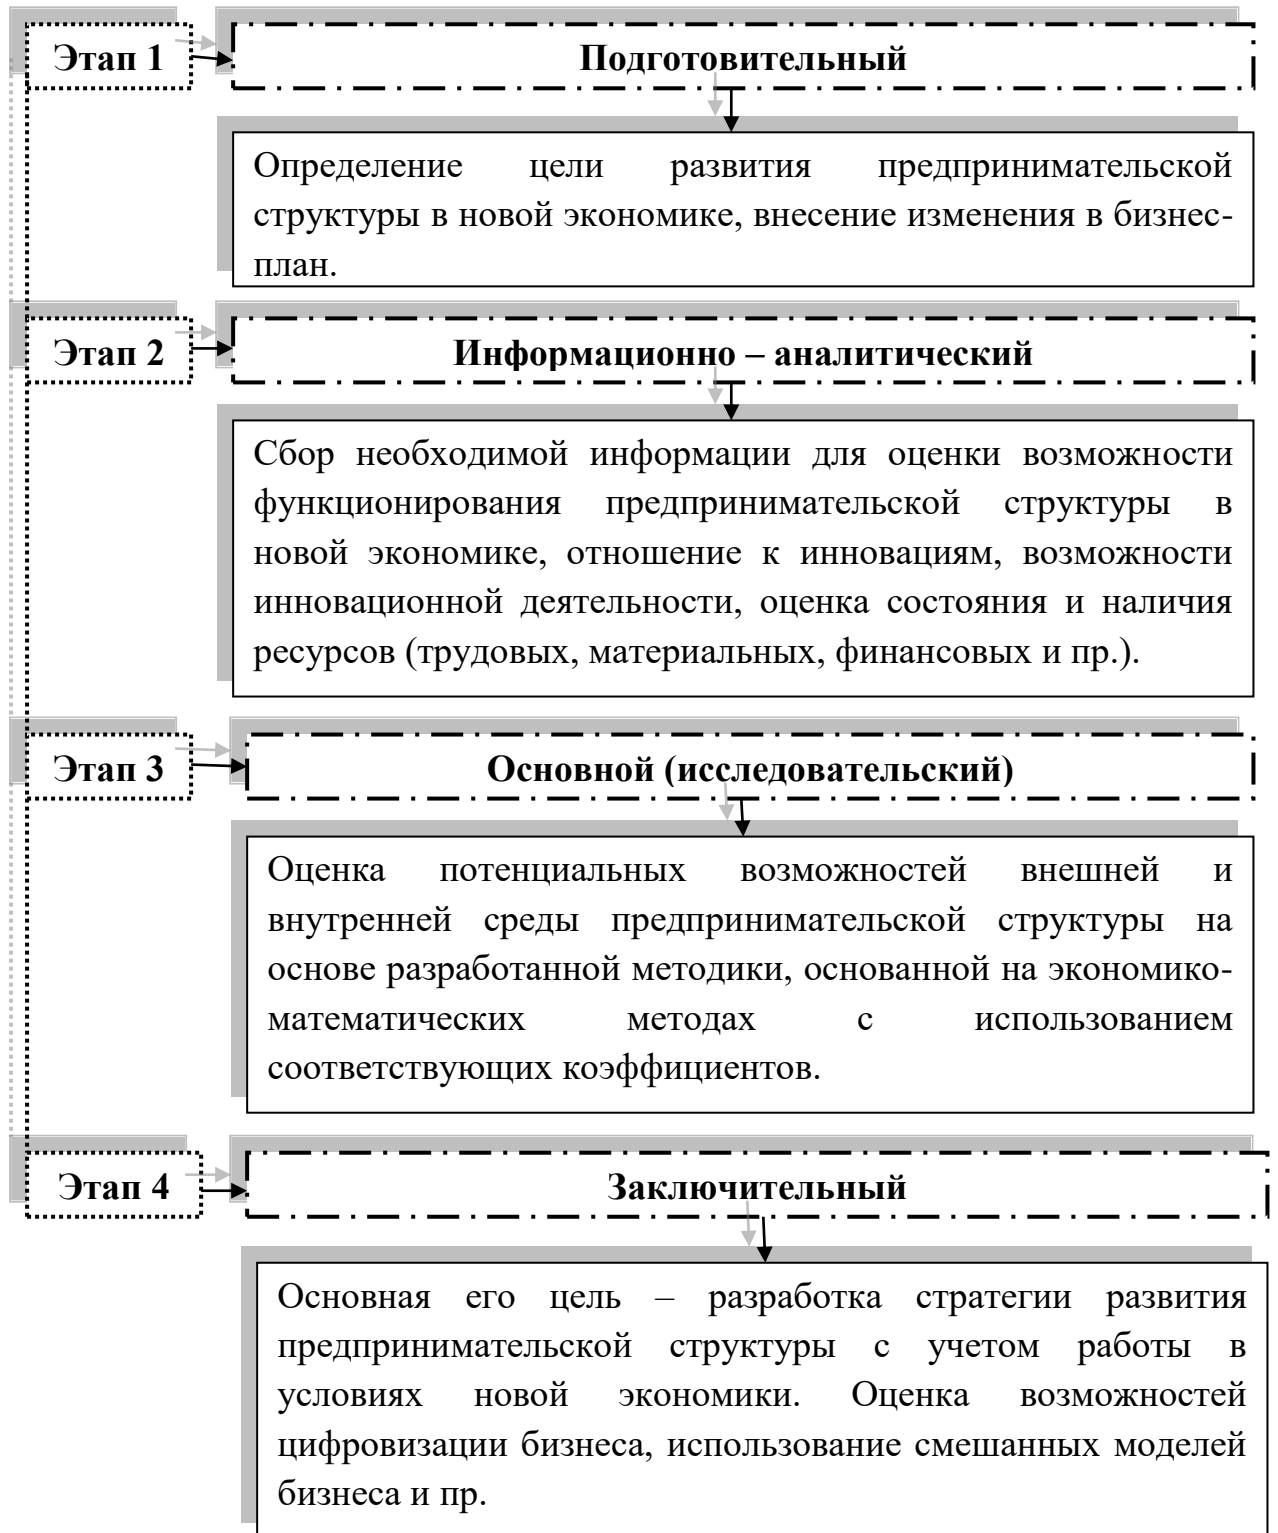 Этап 1
Подготовительный
Определение цели развития предпринимательской
структуры в новой экономике, внесение изменения в бизнес-
план.
Этап 2
Информационно – аналитический
Сбор необходимой информации для оценки возможности
функционирования предпринимательской структуры в
новой экономике, отношение к инновациям, возможности
инновационной деятельности, оценка состояния и наличия
ресурсов (трудовых, материальных, финансовых и пр.).
Этап 3
Основной (исследовательский)
Оценка потенциальных возможностей внешней и
внутренней среды предпринимательской структуры на
основе разработанной методики, основанной на экономико-
математических методах с использованием
соответствующих коэффициентов.
Этап 4
Заключительный
Основная его цель – разработка стратегии развития
предпринимательской структуры с учетом работы в
условиях новой экономики. Оценка возможностей
цифровизации бизнеса, использование смешанных моделей
бизнеса и пр.